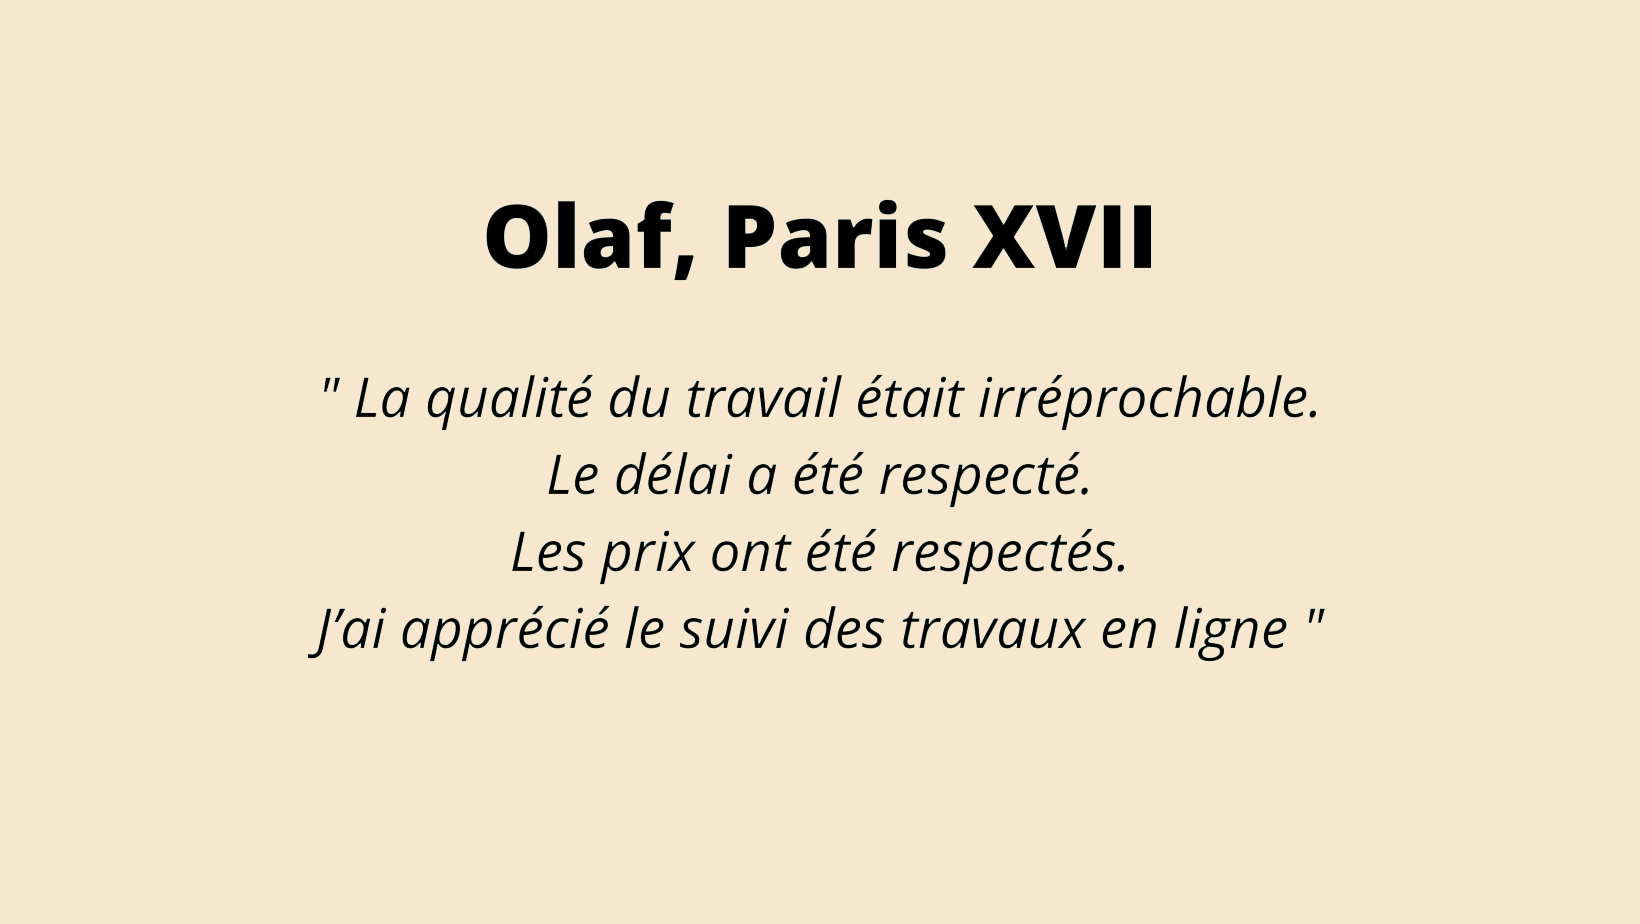 Olaf, Paris XVII
" La qualité du travail était irréprochable.
Le délai a été respecté.
Les prix ont été respectés.
J’ai apprécié le suivi des travaux en ligne "